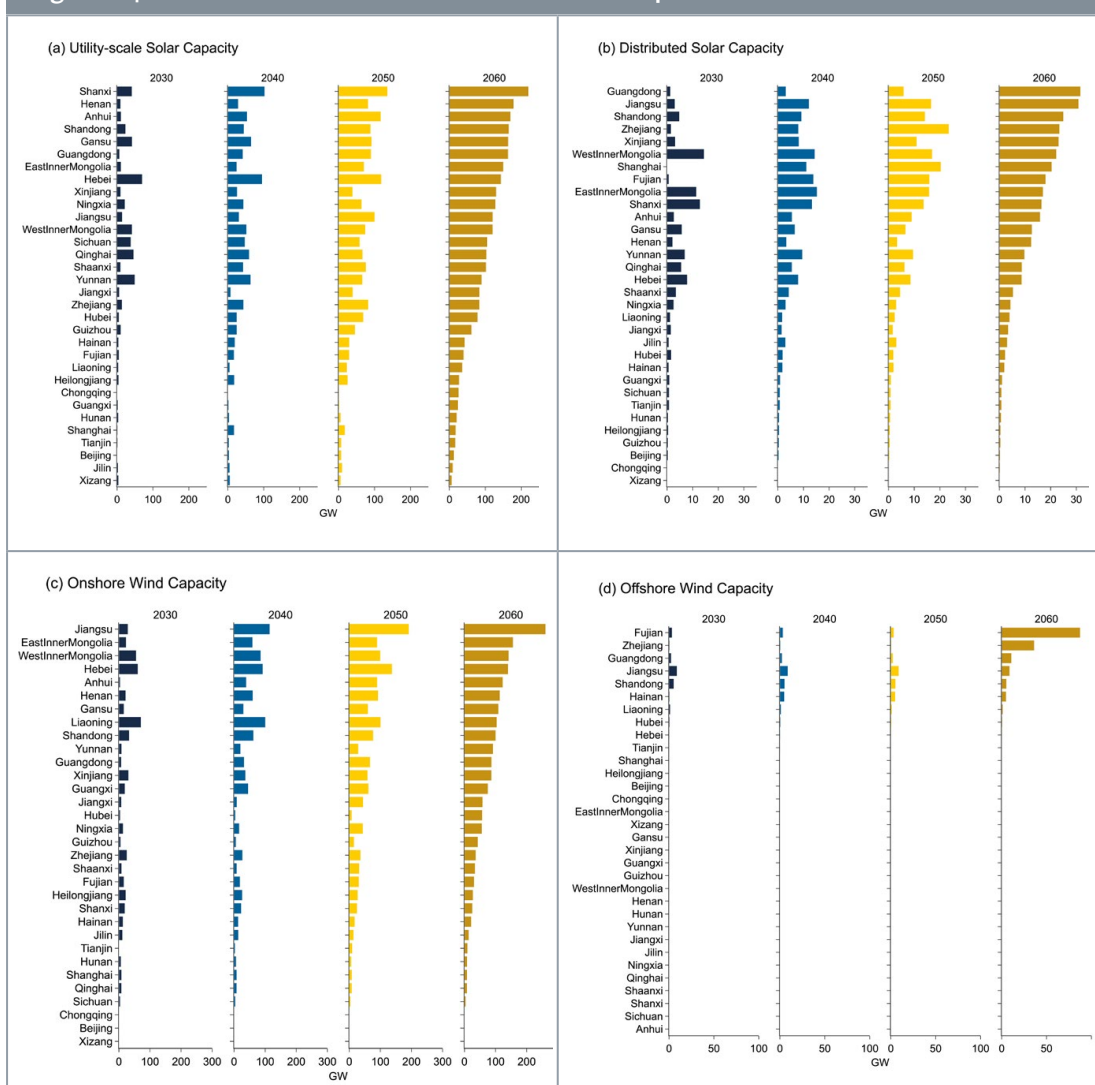 (a) Utility-scale Solar Capacity
2030 2040 2050 2060
Shanxi
Henan
Anhui
Shandong
Gansu
Guangdong
EastInnerMongolia
Hebei
Xinjiang
Ningxia
Jiangsu
WestInnerMongolia
Sichuan
Qinghai
Shaanxi
Yunnan
Jiangxi
Zhejiang
Hubei
Guizhou
Hainan
Fujian
Liaoning
Heilongjiang
Chongqing
Guangxi
Hunan
Shanghai
Tianjin
Beijing
Jilin
Xizang
0 100 200 0 100 200 0 100 200 0 100 200
GW
(b) Distributed Solar Capacity
2030 2040 2050 2060
Guangdong
Jiangsu
Shandong
Zhejiang
Xinjiang
WestInnerMongolia
Shanghai
Fujian
EastInnerMongolia
Shanxi
Anhui
Gansu
Henan
Yunnan
Qinghai
Hebei
Shaanxi
Ningxia
Liaoning
Jiangxi
Jilin
Hubei
Hainan
Guangxi
Sichuan
Tianjin
Hunan
Heilongjiang
Guizhou
Beijing
Chongqing
Xizang
0 10 20 30 0 10 20 30 0 10 20 30 0 10 20 30
GW
(c) Onshore Wind Capacity
2030 2040 2050 2060
Jiangsu
EastInnerMongolia
WestInnerMongolia
Hebei
Anhui
Henan
Gansu
Liaoning
Shandong
Yunnan
Guangdong
Xinjiang
Guangxi
Jiangxi
Hubei
Ningxia
Guizhou
Zhejiang
Shaanxi
Fujian
Heilongjiang
Shanxi
Hainan
Jilin
Tianjin
Hunan
Shanghai
Qinghai
Sichuan
Chongqing
Beijing
Xizang
0 100 200 300 0 100 200 300 0 100 200 300 0 100 200
GW
(d) Offshore Wind Capacity
2030 2040 2050 2060
Fujian
Zhejiang
Guangdong
Jiangsu
Shandong
Hainan
Liaoning
Hubei
Hebei
Tianjin
Shanghai
Heilongjiang
Beijing
Chongqing
EastInnerMongolia
Xizang
Gansu
Xinjiang
Guangxi
Guizhou
WestInnerMongolia
Henan
Hunan
Yunnan
Jiangxi
Jilin
Ningxia
Qinghai
Shaanxi
Shanxi
Sichuan
Anhui
0 50 100 0 50 100 0 50 100 0 50
GW